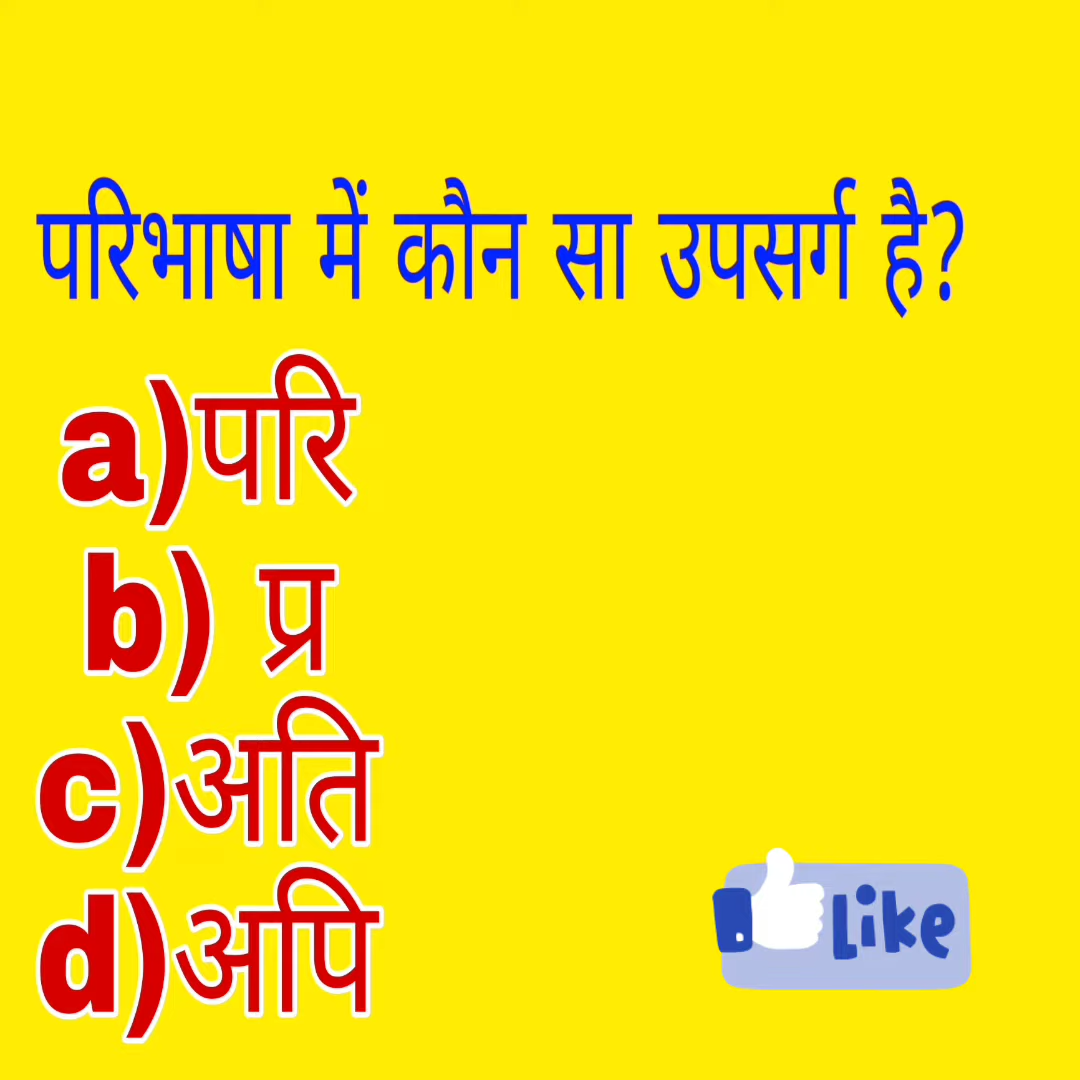 परिभाषा में कौन सा उपसर्ग है?
a)परि
b) प्र
c)अति
d)अपि
Like